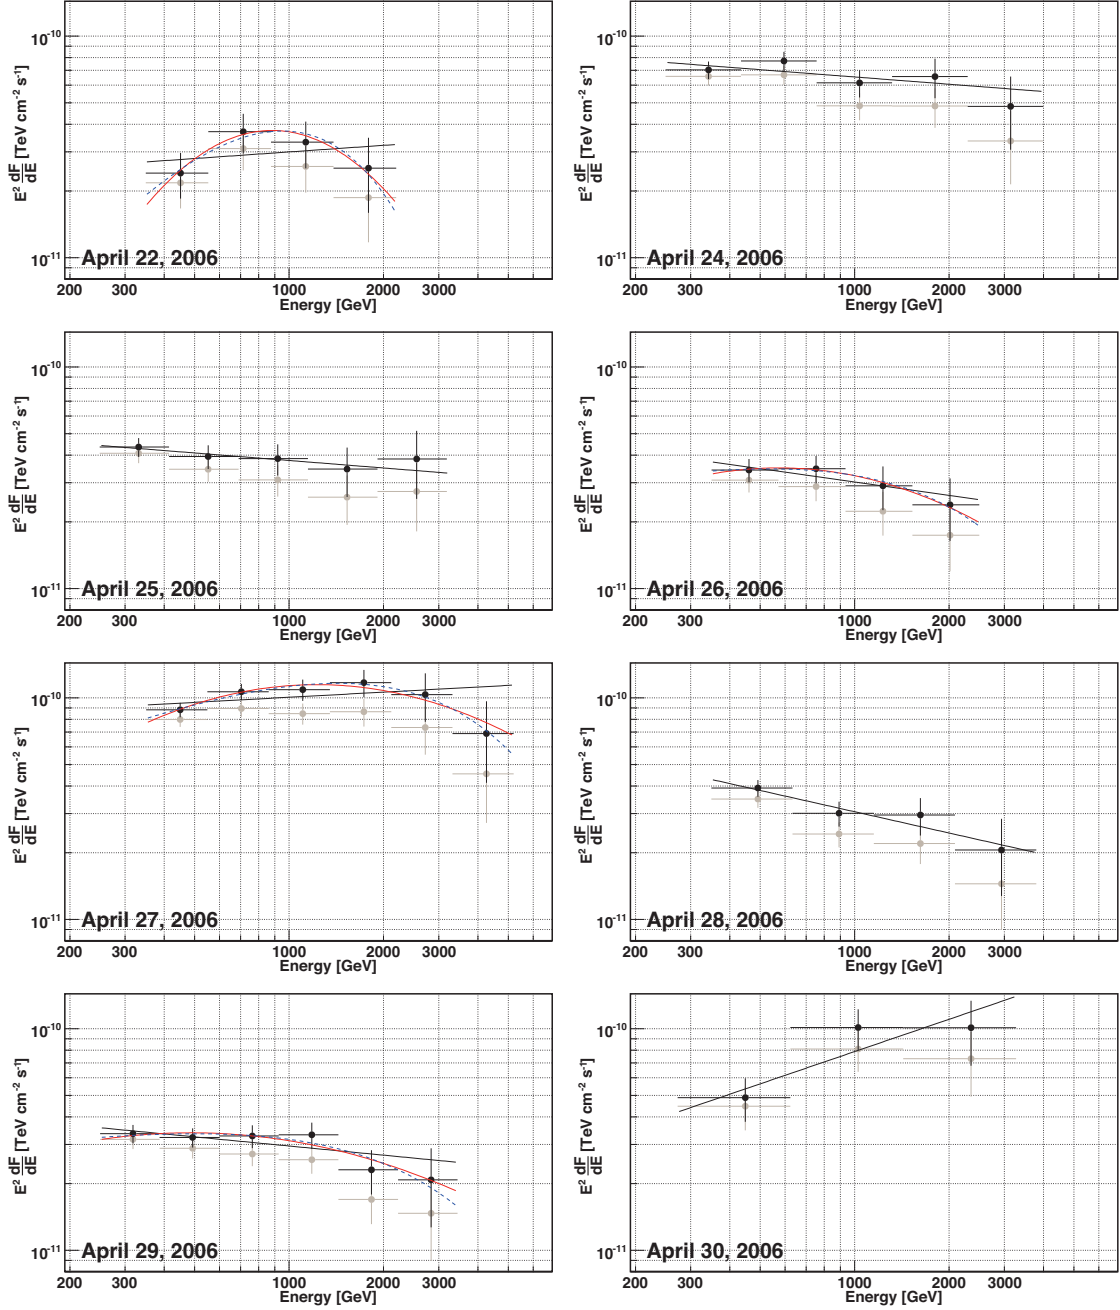 10⁻¹⁰
E² dF/dE [TeV cm⁻² s⁻¹]
10⁻¹¹
April 22, 2006
200 300 1000 2000 3000
Energy [GeV]
10⁻¹⁰
E² dF/dE [TeV cm⁻² s⁻¹]
10⁻¹¹
April 24, 2006
200 300 1000 2000 3000
Energy [GeV]
10⁻¹⁰
E² dF/dE [TeV cm⁻² s⁻¹]
10⁻¹¹
April 25, 2006
200 300 1000 2000 3000
Energy [GeV]
10⁻¹⁰
E² dF/dE [TeV cm⁻² s⁻¹]
10⁻¹¹
April 26, 2006
200 300 1000 2000 3000
Energy [GeV]
10⁻¹⁰
E² dF/dE [TeV cm⁻² s⁻¹]
10⁻¹¹
April 27, 2006
200 300 1000 2000 3000
Energy [GeV]
10⁻¹⁰
E² dF/dE [TeV cm⁻² s⁻¹]
10⁻¹¹
April 28, 2006
200 300 1000 2000 3000
Energy [GeV]
10⁻¹⁰
E² dF/dE [TeV cm⁻² s⁻¹]
10⁻¹¹
April 29, 2006
200 300 1000 2000 3000
Energy [GeV]
10⁻¹⁰
E² dF/dE [TeV cm⁻² s⁻¹]
10⁻¹¹
April 30, 2006
200 300 1000 2000 3000
Energy [GeV]